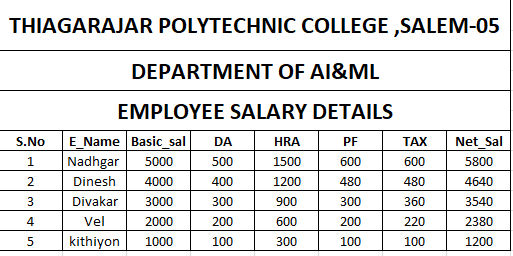 THIAGARAJAR POLYTECHNIC COLLEGE ,SALEM-05
DEPARTMENT OF AI&ML
EMPLOYEE SALARY DETAILS
S.No E_Name Basic_sal DA HRA PF TAX Net_Sal
1 Nadhgar 5000 500 1500 600 600 5800
2 Dinesh 4000 400 1200 480 480 4640
3 Divakar 3000 300 900 300 360 3540
4 Vel 2000 200 600 200 220 2380
5 kithiyon 1000 100 300 100 100 1200